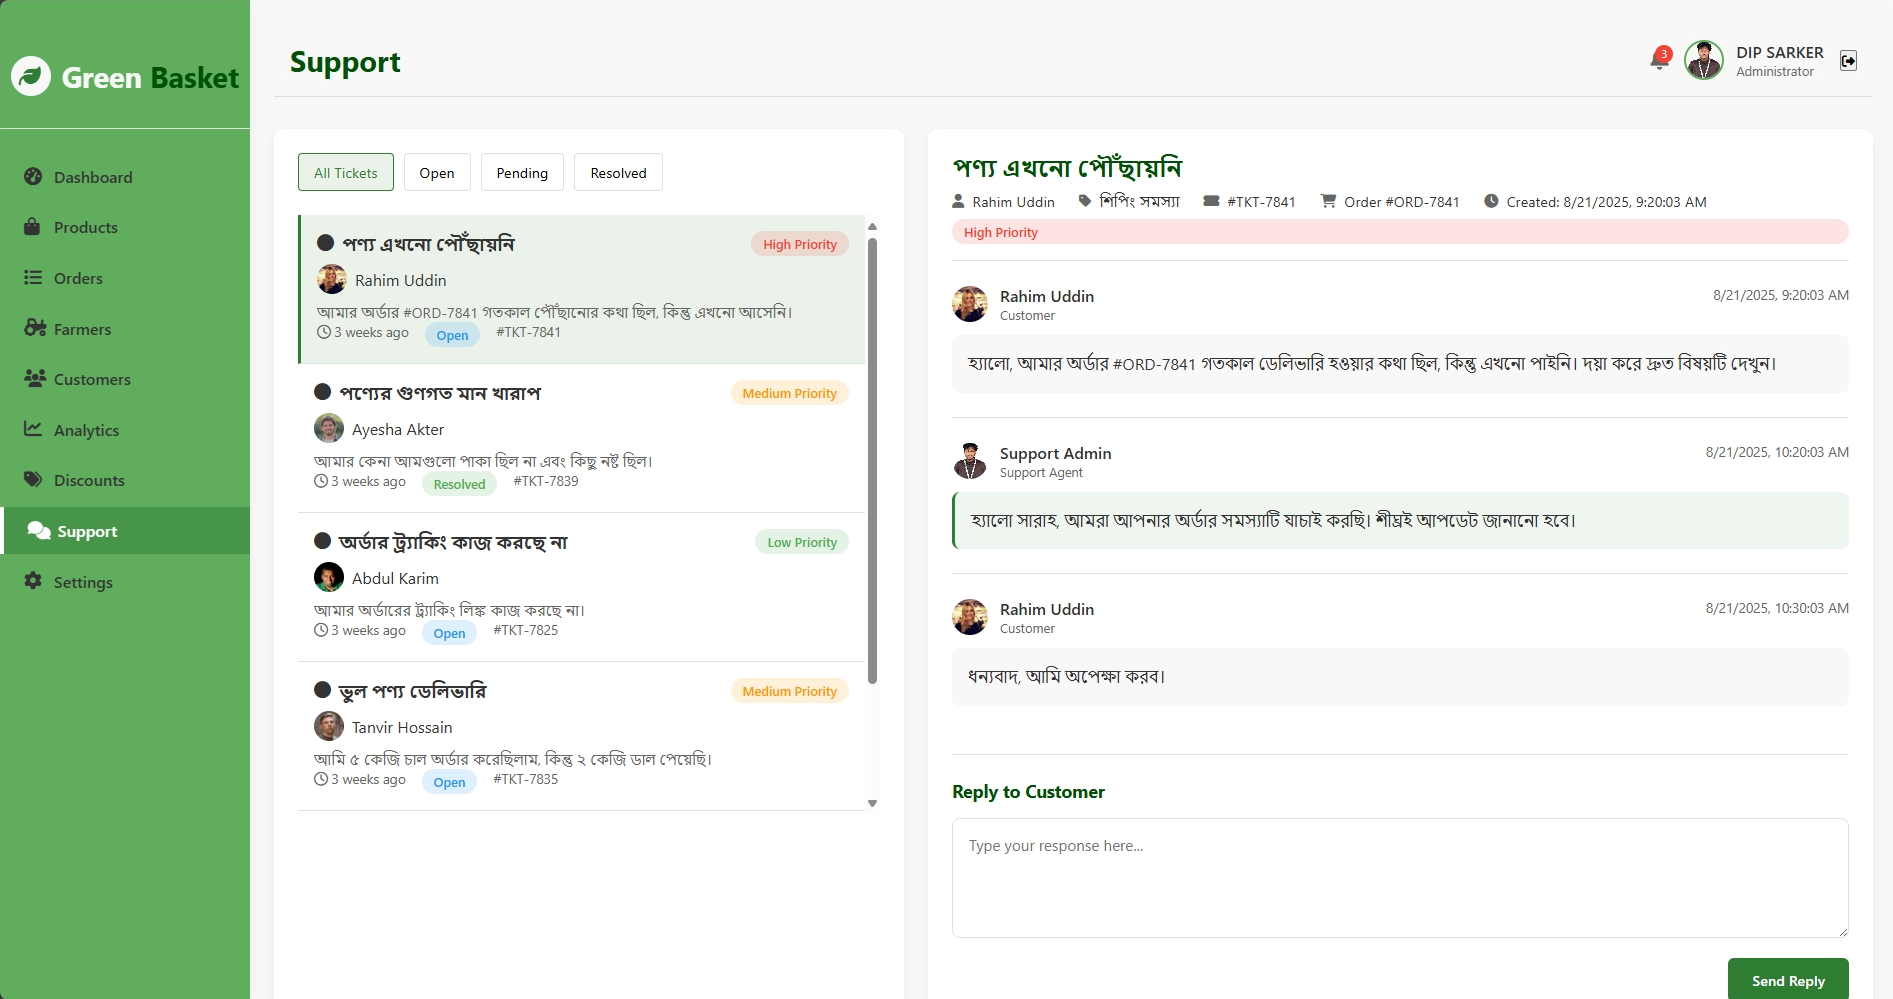 Green Basket
Dashboard
Products
Orders
Farmers
Customers
Analytics
Discounts
Support
Settings
Support
3
DIP SARKER
Administrator
All Tickets
Open
Pending
Resolved
পণ্য এখনো পৌঁছায়নি
High Priority
Rahim Uddin
আমার অর্ডার #ORD-7841 গতকাল পৌঁছানোর কথা ছিল, কিন্তু এখনো আসেনি।
3 weeks ago Open #TKT-7841
পণ্যের গুণগত মান খারাপ
Medium Priority
Ayesha Akter
আমার কেনা আমগুলো পাকা ছিল না এবং কিছু নষ্ট ছিল।
3 weeks ago Resolved #TKT-7839
অর্ডার ট্র্যাকিং কাজ করছে না
Low Priority
Abdul Karim
আমার অর্ডারের ট্র্যাকিং লিঙ্ক কাজ করছে না।
3 weeks ago Open #TKT-7825
ভুল পণ্য ডেলিভারি
Medium Priority
Tanvir Hossain
আমি ৫ কেজি চাল অর্ডার করেছিলাম, কিন্তু ২ কেজি ডাল পেয়েছি।
3 weeks ago Open #TKT-7835
পণ্য এখনো পৌঁছায়নি
Rahim Uddin শিপিং সমস্যা #TKT-7841 Order #ORD-7841 Created: 8/21/2025, 9:20:03 AM
High Priority
Rahim Uddin
8/21/2025, 9:20:03 AM
Customer
হ্যালো, আমার অর্ডার #ORD-7841 গতকাল ডেলিভারি হওয়ার কথা ছিল, কিন্তু এখনো পাইনি। দয়া করে দ্রুত বিষয়টি দেখুন।
Support Admin
8/21/2025, 10:20:03 AM
Support Agent
হ্যালো সারাহ, আমরা আপনার অর্ডার সমস্যাটি যাচাই করছি। শীঘ্রই আপডেট জানানো হবে।
Rahim Uddin
8/21/2025, 10:30:03 AM
Customer
ধন্যবাদ, আমি অপেক্ষা করব।
Reply to Customer
Type your response here...
Send Reply